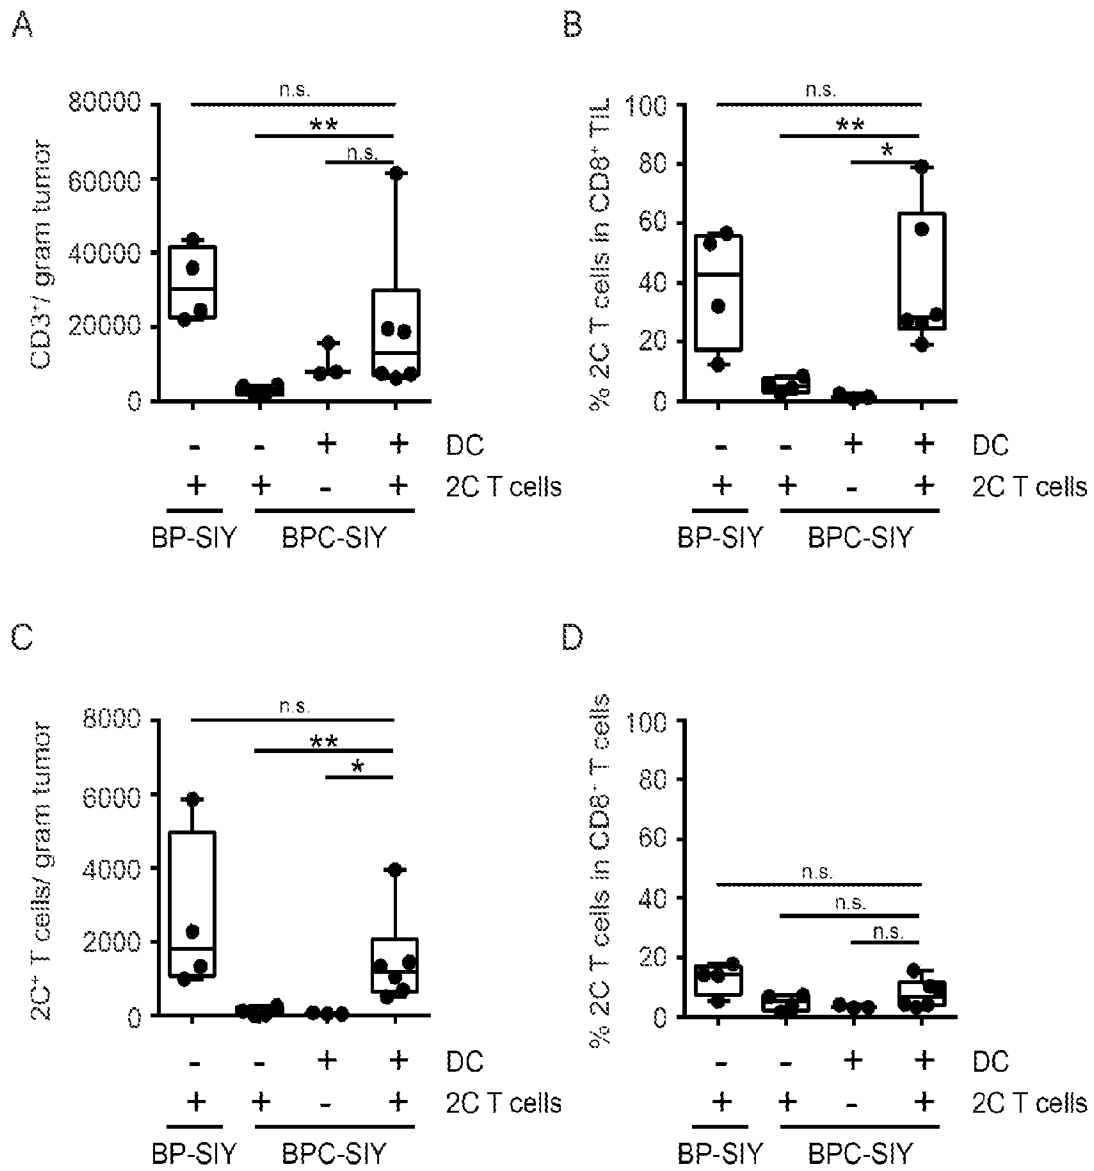 A
B
CD3⁺/ gram tumor
80000
60000
40000
20000
0
n.s.
**
n.s.
- - + + DC
+ + - + 2C T cells
BP-SIY BPC-SIY
% 2C T cells in CD8⁺ TIL
100
80
60
40
20
0
n.s.
**
*
- - + + DC
+ + - + 2C T cells
BP-SIY BPC-SIY
C
D
2C⁺ T cells/ gram tumor
8000
6000
4000
2000
0
n.s.
**
*
- - + + DC
+ + - + 2C T cells
BP-SIY BPC-SIY
% 2C T cells in CD8⁺ T cells
100
80
60
40
20
0
n.s.
n.s.
n.s.
- - + + DC
+ + - + 2C T cells
BP-SIY BPC-SIY